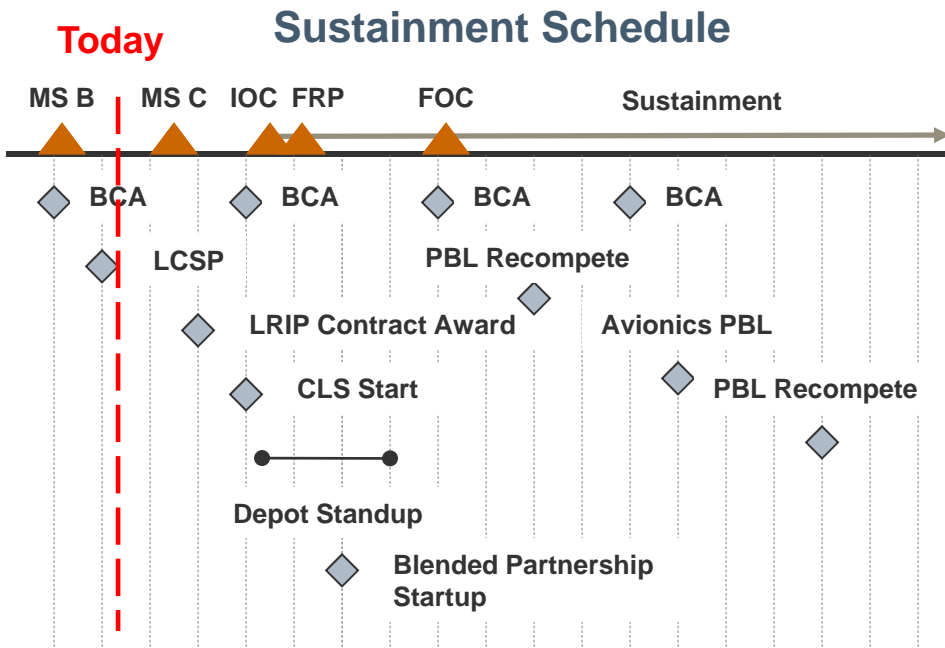 Sustainment Schedule
Today
MS B
MS C
IOC
FRP
FOC
Sustainment
BCA
BCA
BCA
BCA
LCSP
PBL Recompete
LRIP Contract Award
Avionics PBL
CLS Start
PBL Recompete
Depot Standup
Blended Partnership
Startup